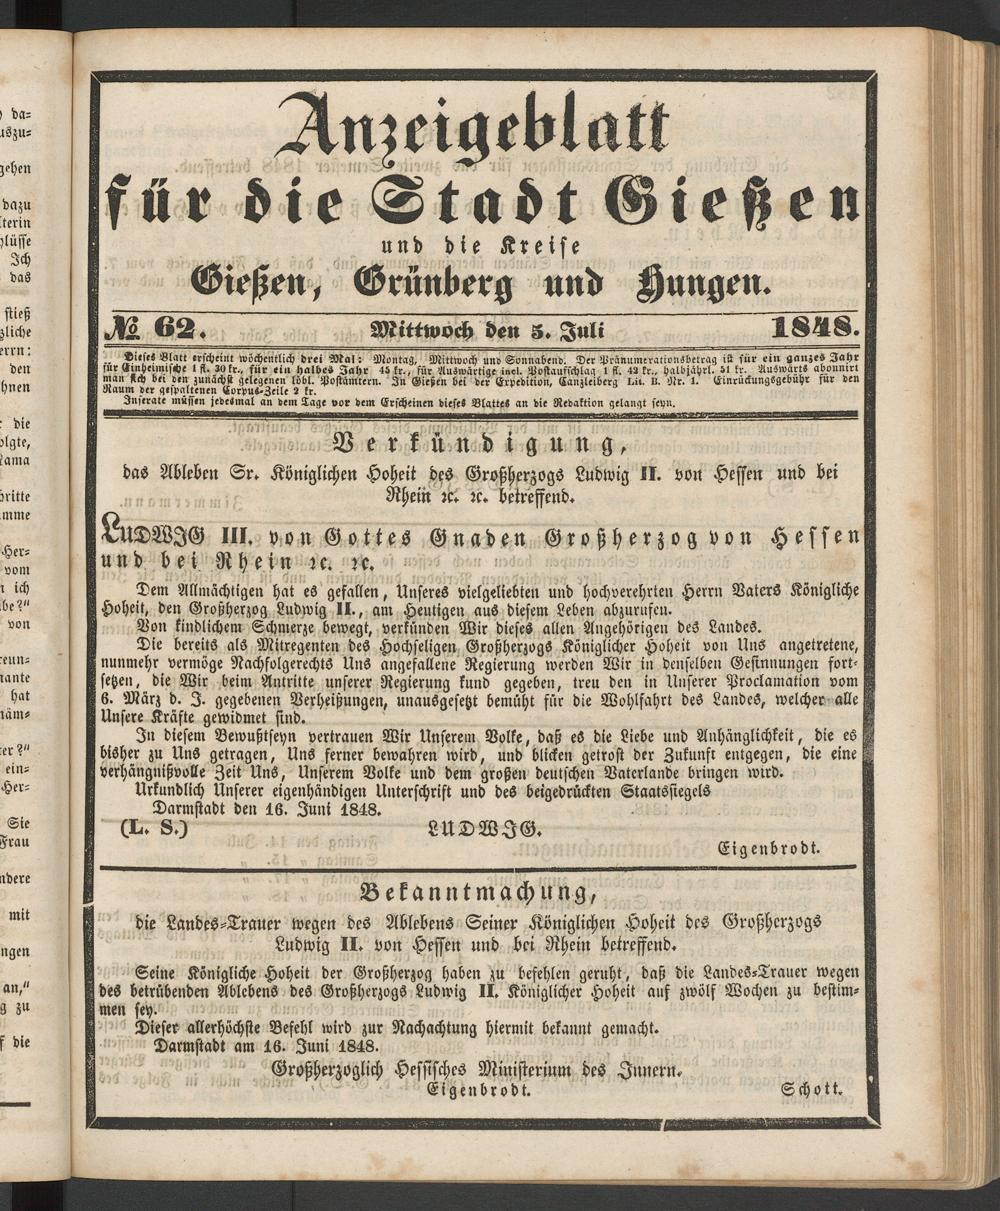 Anzeigeblatt
für die Stadt Gießen
und die Kreise
Gießen, Grünberg und Hungen.
№ 62. Mittwoch den 5. Juli 1848.
Dieses Blatt erscheint wöchentlich drei Mal: Montag, Mittwoch und Sonnabend. Der Pränumerationsbetrag ist für ein ganzes Jahr
für Einheimische 1 fl. 30 kr., für ein halbes Jahr 45 kr., für Auswärtige incl. Postaufschlag 1 fl. 42 kr., halbjährl. 51 kr. Auswärts abonnirt
man sich bei den zunächst gelegenen löbl. Postämtern. In Gießen bei der Expedition, Canzleiberg Lit. B. Nr. 1. Einrückungsgebühr für den
Raum der gespaltenen Corpus-Zeile 2 kr.
Inserate müssen jedesmal an dem Tage vor dem Erscheinen dieses Blattes an die Redaktion gelangt seyn.
Verkündigung,
das Ableben Sr. Königlichen Hoheit des Großherzogs Ludwig II. von Hessen und bei
Rhein ꝛc. ꝛc. betreffend.
LUDWIG III. von Gottes Gnaden Großherzog von Hessen
und bei Rhein ꝛc. ꝛc.
Dem Allmächtigen hat es gefallen, Unseres vielgeliebten und hochverehrten Herrn Vaters Königliche
Hoheit, den Großherzog Ludwig II., am Heutigen aus diesem Leben abzurufen.
Von kindlichem Schmerze bewegt, verkünden Wir dieses allen Angehörigen des Landes.
Die bereits als Mitregenten des Hochseligen Großherzogs Königlicher Hoheit von Uns angetretene,
nunmehr vermöge Nachfolgerechts Uns angefallene Regierung werden Wir in denselben Gesinnungen fort-
setzen, die Wir beim Antritte unserer Regierung kund gegeben, treu den in Unserer Proclamation vom
6. März d. J. gegebenen Verheißungen, unausgesetzt bemüht für die Wohlfahrt des Landes, welcher alle
Unsere Kräfte gewidmet sind.
In diesem Bewußtseyn vertrauen Wir Unserem Volke, daß es die Liebe und Anhänglichkeit, die es
bisher zu Uns getragen, Uns ferner bewahren wird, und blicken getrost der Zukunft entgegen, die eine
verhängnißvolle Zeit Uns, Unserem Volke und dem großen deutschen Vaterlande bringen wird.
Urkundlich Unserer eigenhändigen Unterschrift und des beigedrückten Staatssiegels
Darmstadt den 16. Juni 1848.
(L. S.) LUDWIG.
Eigenbrodt.
Bekanntmachung,
die Landes-Trauer wegen des Ablebens Seiner Königlichen Hoheit des Großherzogs
Ludwig II. von Hessen und bei Rhein betreffend.
Seine Königliche Hoheit der Großherzog haben zu befehlen geruht, daß die Landes-Trauer wegen
des betrübenden Ablebens des Großherzogs Ludwig II. Königlicher Hoheit auf zwölf Wochen zu bestim-
men sey.
Dieser allerhöchste Befehl wird zur Nachachtung hiermit bekannt gemacht.
Darmstadt am 16. Juni 1848.
Großherzoglich Hessisches Ministerium des Innern.
Eigenbrodt. Schott.